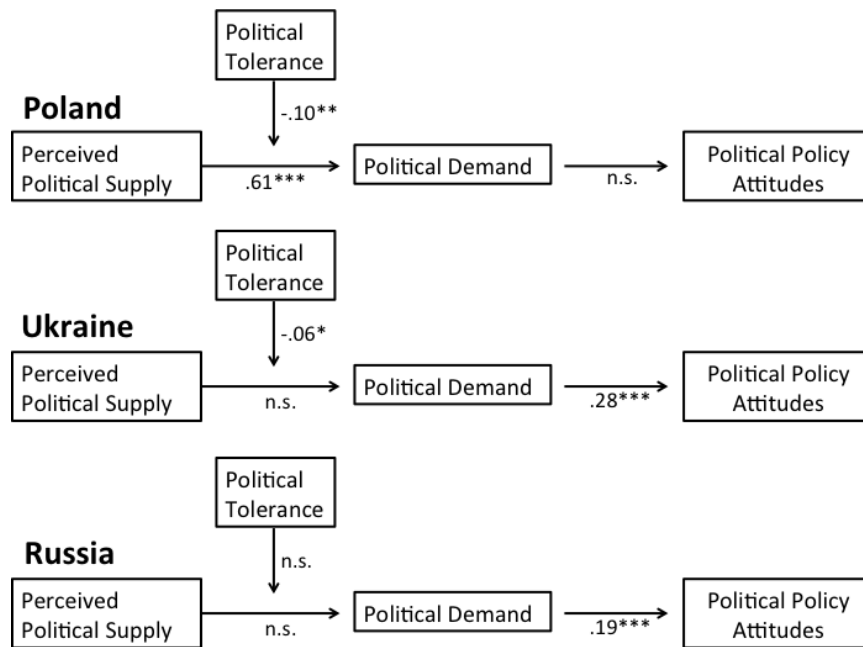 Political
Tolerance
-.10**
Poland
Perceived
Political Supply
.61***
Political Demand
n.s.
Political Policy
Attitudes
Political
Tolerance
-.06*
Ukraine
Perceived
Political Supply
n.s.
Political Demand
.28***
Political Policy
Attitudes
Political
Tolerance
n.s.
Russia
Perceived
Political Supply
n.s.
Political Demand
.19***
Political Policy
Attitudes